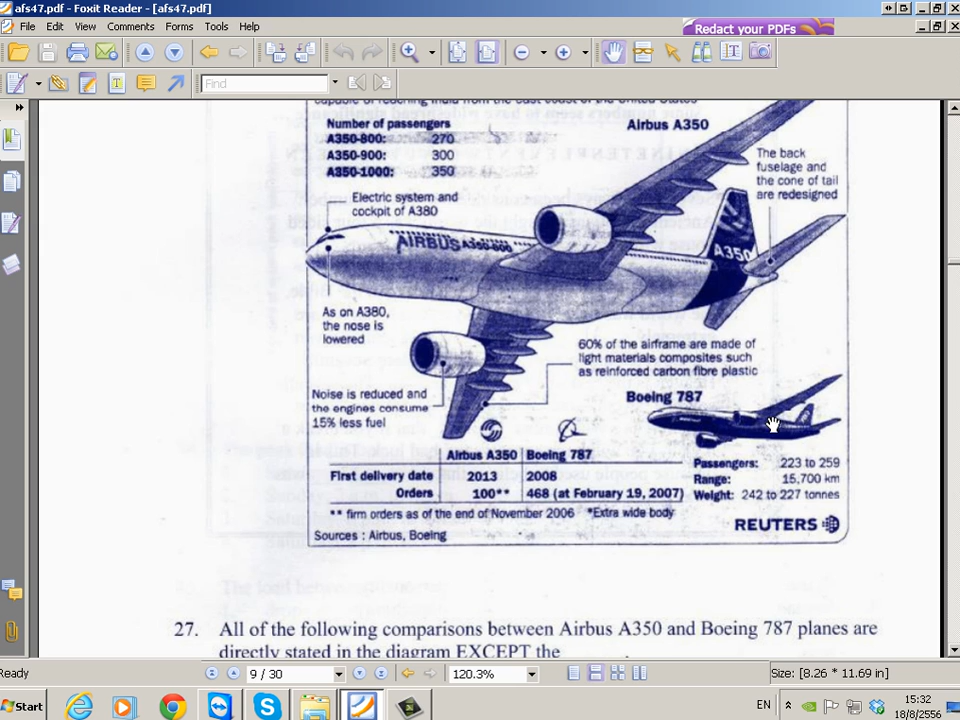 afs47.pdf - Foxit Reader - [afs47.pdf]
File Edit View Comments Forms Tools Help
Redact your PDFs
Find
Number of passengers
A350-800: 270
A350-900: 300
A350-1000: 350
Airbus A350
The back
fuselage and
the cone of tail
are redesigned
Electric system and
cockpit of A380
AIRBUS A350-800
A350
As on A380,
the nose is
lowered
60% of the airframe are made of
light materials composites such
as reinforced carbon fibre plastic
Noise is reduced and
the engines consume
15% less fuel
Boeing 787
Airbus A350 Boeing 787
First delivery date 2013 2008
Orders 100** 468 (at February 19, 2007)
** firm orders as of the end of November 2006 *Extra wide body
Sources : Airbus, Boeing
Passengers: 223 to 259
Range: 15,700 km
Weight: 242 to 227 tonnes
REUTERS
27. All of the following comparisons between Airbus A350 and Boeing 787 planes are
directly stated in the diagram EXCEPT the
Ready
9 / 30
120.3%
Size: [8.26 * 11.69 in]
Start
EN
15:32
18/8/2556